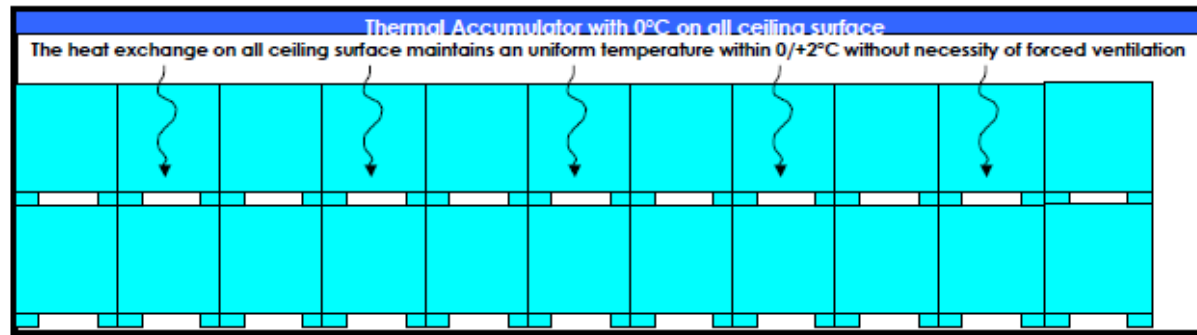 Thermal Accumulator with 0°C on all ceiling surface
The heat exchange on all ceiling surface maintains an uniform temperature within 0/+2°C without necessity of forced ventilation